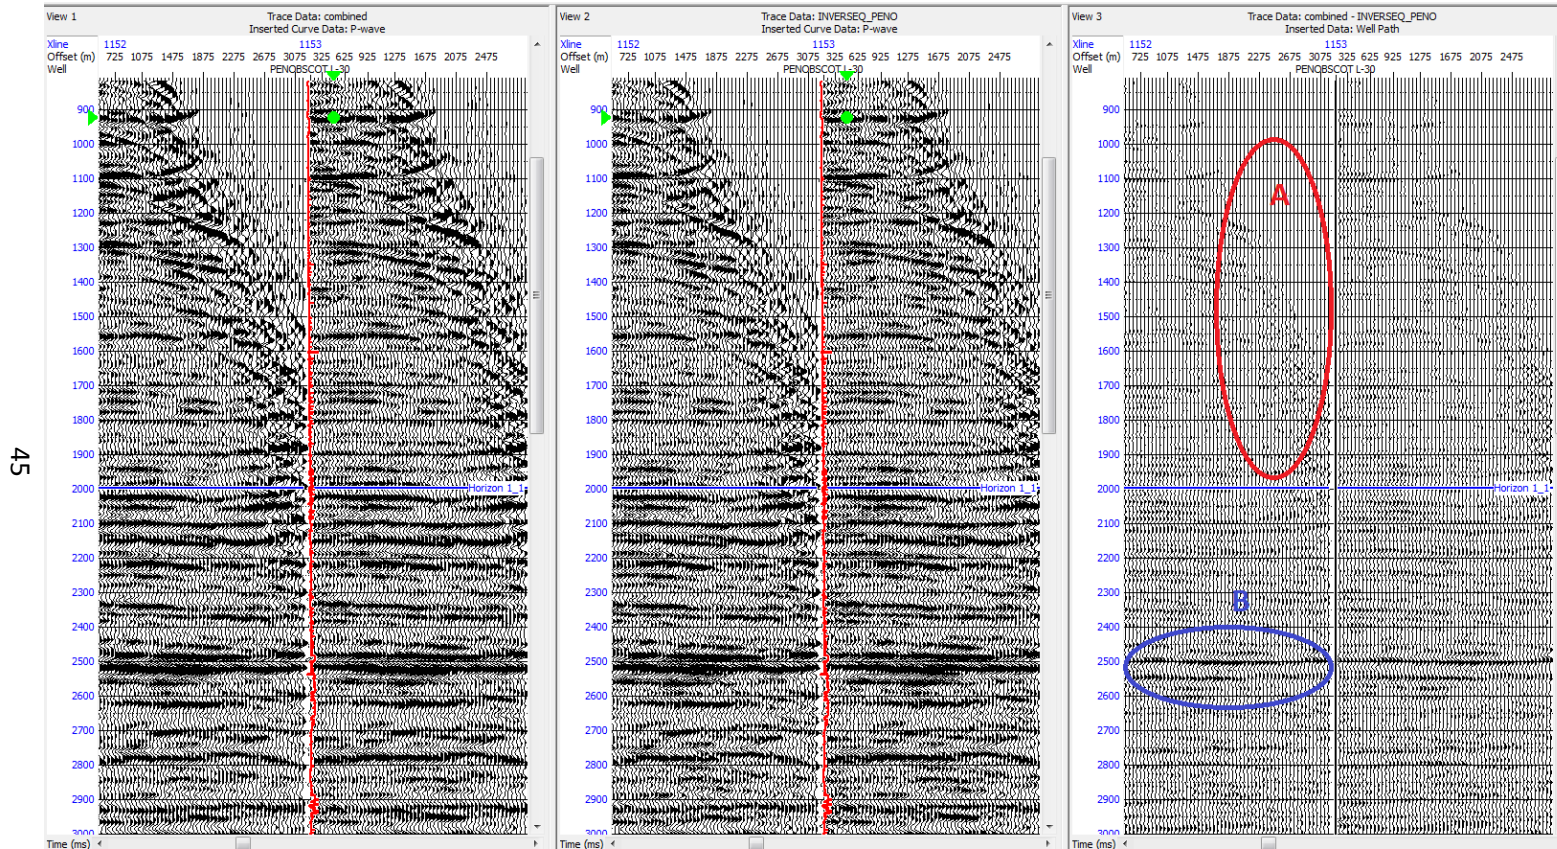 View 1
Trace Data: combined
Inserted Curve Data: P-wave
Xline 1152 1153
Offset (m) 725 1075 1475 1875 2275 2675 3075 325 625 925 1275 1675 2075 2475
Well PENOBSCOT L-30
900
1000
1100
1200
1300
1400
1500
1600
1700
1800
1900
2000
Horizon 1_1
2100
2200
2300
2400
2500
2600
2700
2800
2900
3000
Time (ms)
View 2
Trace Data: INVERSEQ_PENO
Inserted Curve Data: P-wave
Xline 1152 1153
Offset (m) 725 1075 1475 1875 2275 2675 3075 325 625 925 1275 1675 2075 2475
Well PENOBSCOT L-30
900
1000
1100
1200
1300
1400
1500
1600
1700
1800
1900
2000
Horizon 1_1
2100
2200
2300
2400
2500
2600
2700
2800
2900
3000
Time (ms)
View 3
Trace Data: combined - INVERSEQ_PENO
Inserted Data: Well Path
Xline 1152 1153
Offset (m) 725 1075 1475 1875 2275 2675 3075 325 625 925 1275 1675 2075 2475
Well PENOBSCOT L-30
900
1000
1100
A
1200
1300
1400
1500
1600
1700
1800
1900
2000
Horizon 1_1
2100
2200
2300
B
2400
2500
2600
2700
2800
2900
3000
Time (ms)
45